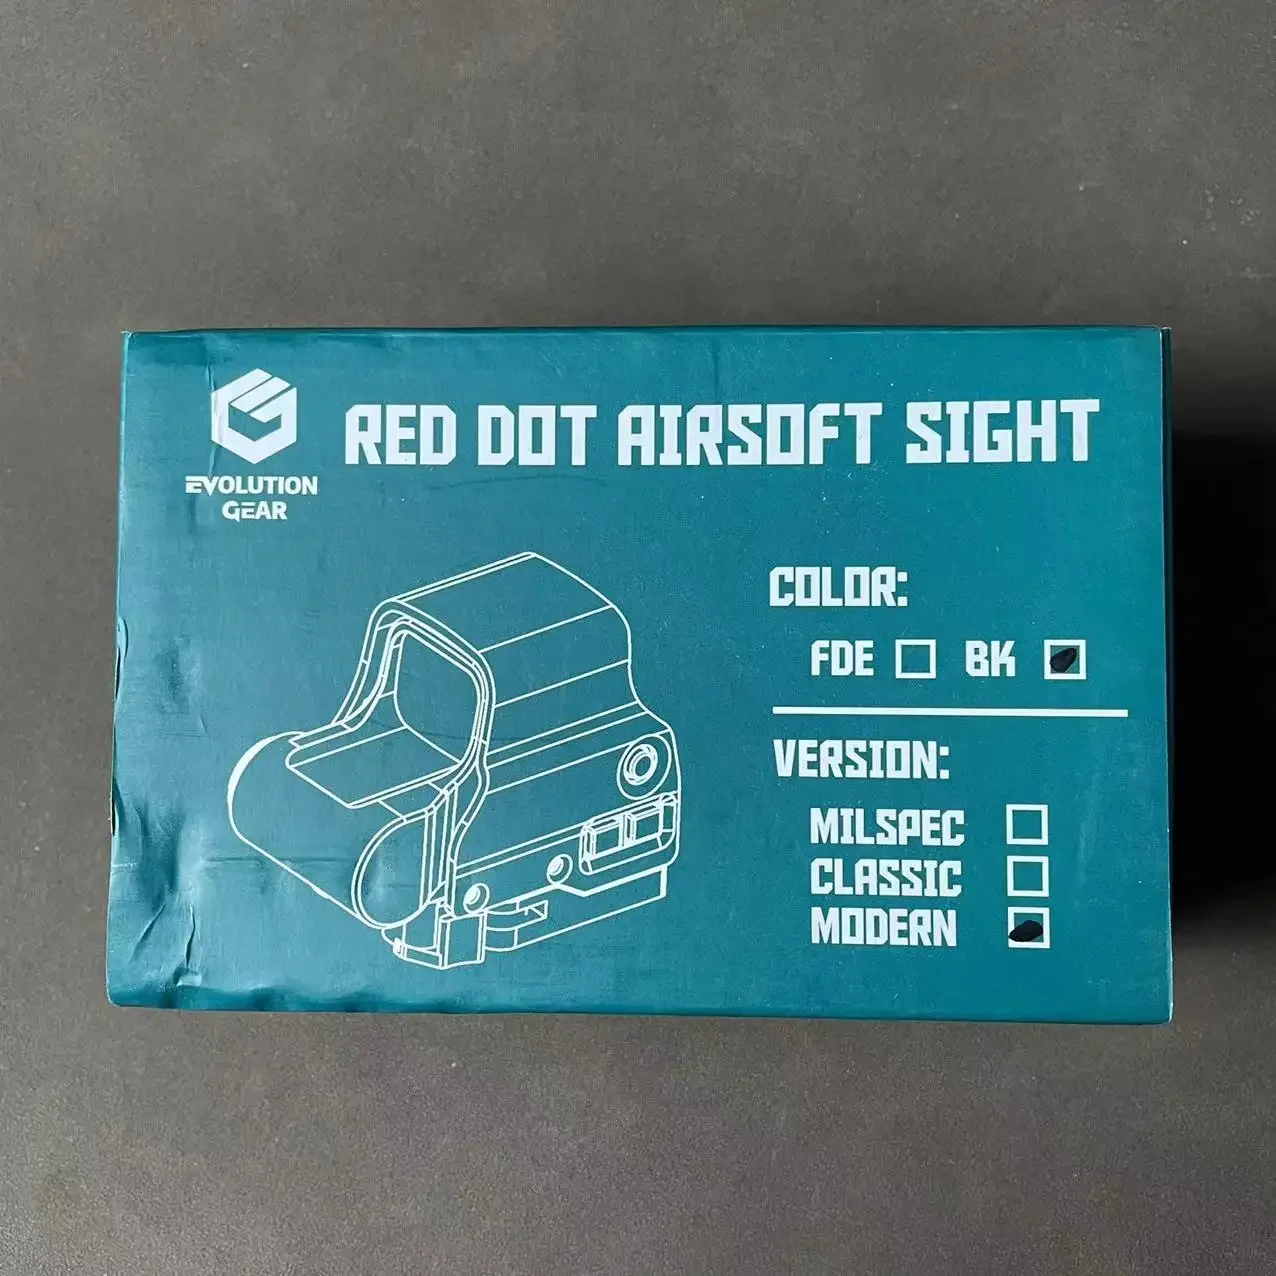 EVOLUTION
GEAR
RED DOT AIRSOFT SIGHT
COLOR:
FDE BK
VERSION:
MILSPEC
CLASSIC
MODERN